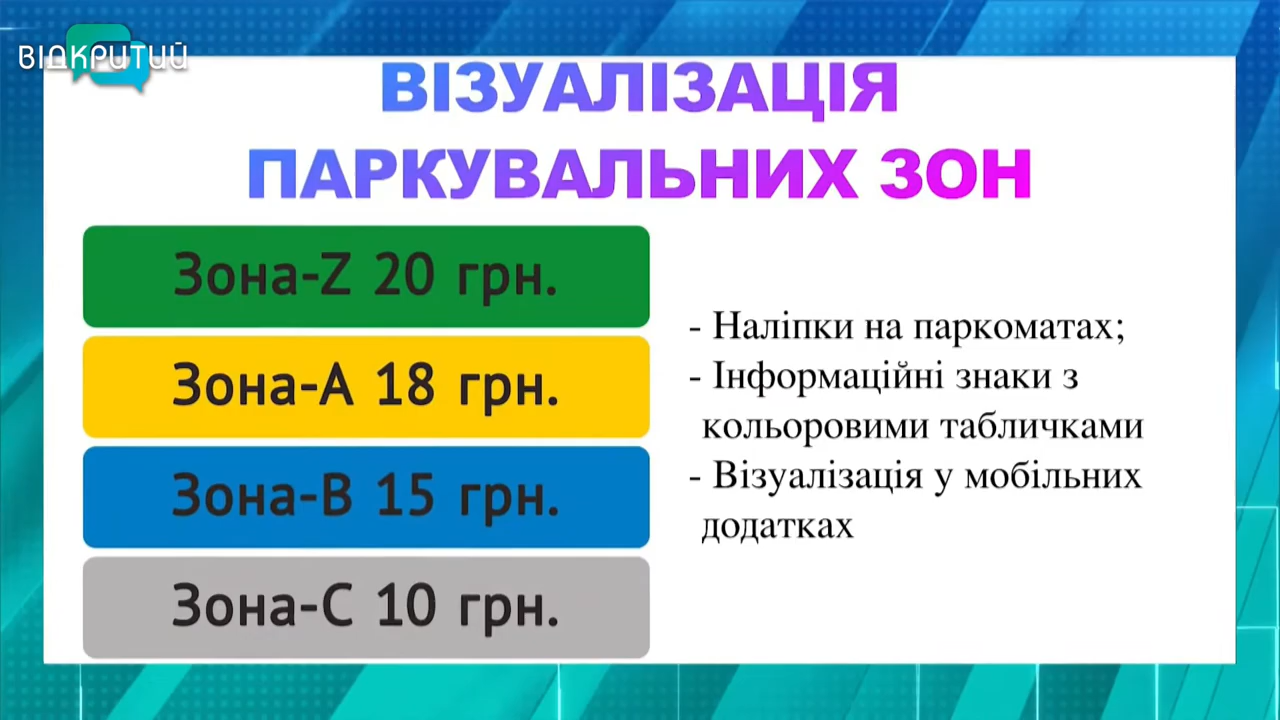 ВІДКРИТИЙ
ВІЗУАЛІЗАЦІЯ
ПАРКУВАЛЬНИХ ЗОН
Зона-Z 20 грн.
Зона-А 18 грн.
Зона-В 15 грн.
Зона-С 10 грн.
- Наліпки на паркоматах;
- Інформаційні знаки з
кольоровими табличками
- Візуалізація у мобільних
додатках